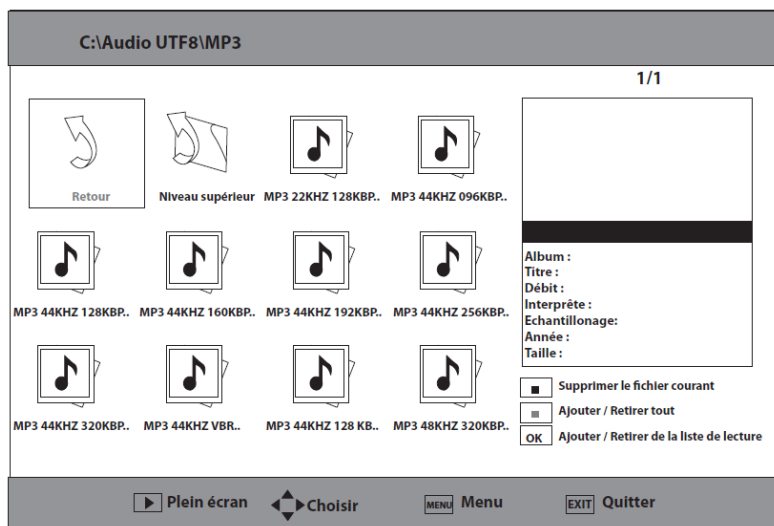 C:\Audio UTF8\MP3
1/1
Retour
Niveau supérieur
MP3 22KHZ 128KBP..
MP3 44KHZ 096KBP..
MP3 44KHZ 128KBP..
MP3 44KHZ 160KBP..
MP3 44KHZ 192KBP..
MP3 44KHZ 256KBP..
MP3 44KHZ 320KBP..
MP3 44KHZ VBR..
MP3 44KHZ 128 KB..
MP3 48KHZ 320KBP..
Album :
Titre :
Débit :
Interprête :
Echantillonage:
Année :
Taille :
Supprimer le fichier courant
Ajouter / Retirer tout
OK Ajouter / Retirer de la liste de lecture
Plein écran
Choisir
MENU Menu
EXIT Quitter